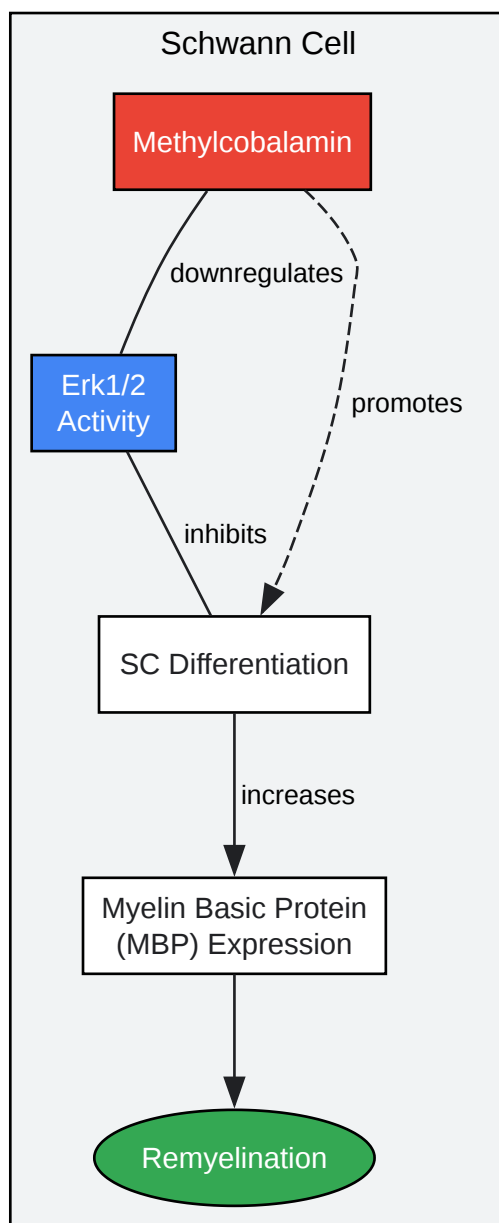 Schwann Cell
Methylcobalamin
downregulates
Erk1/2
Activity
promotes
inhibits
SC Differentiation
increases
Myelin Basic Protein
(MBP) Expression
Remyelination